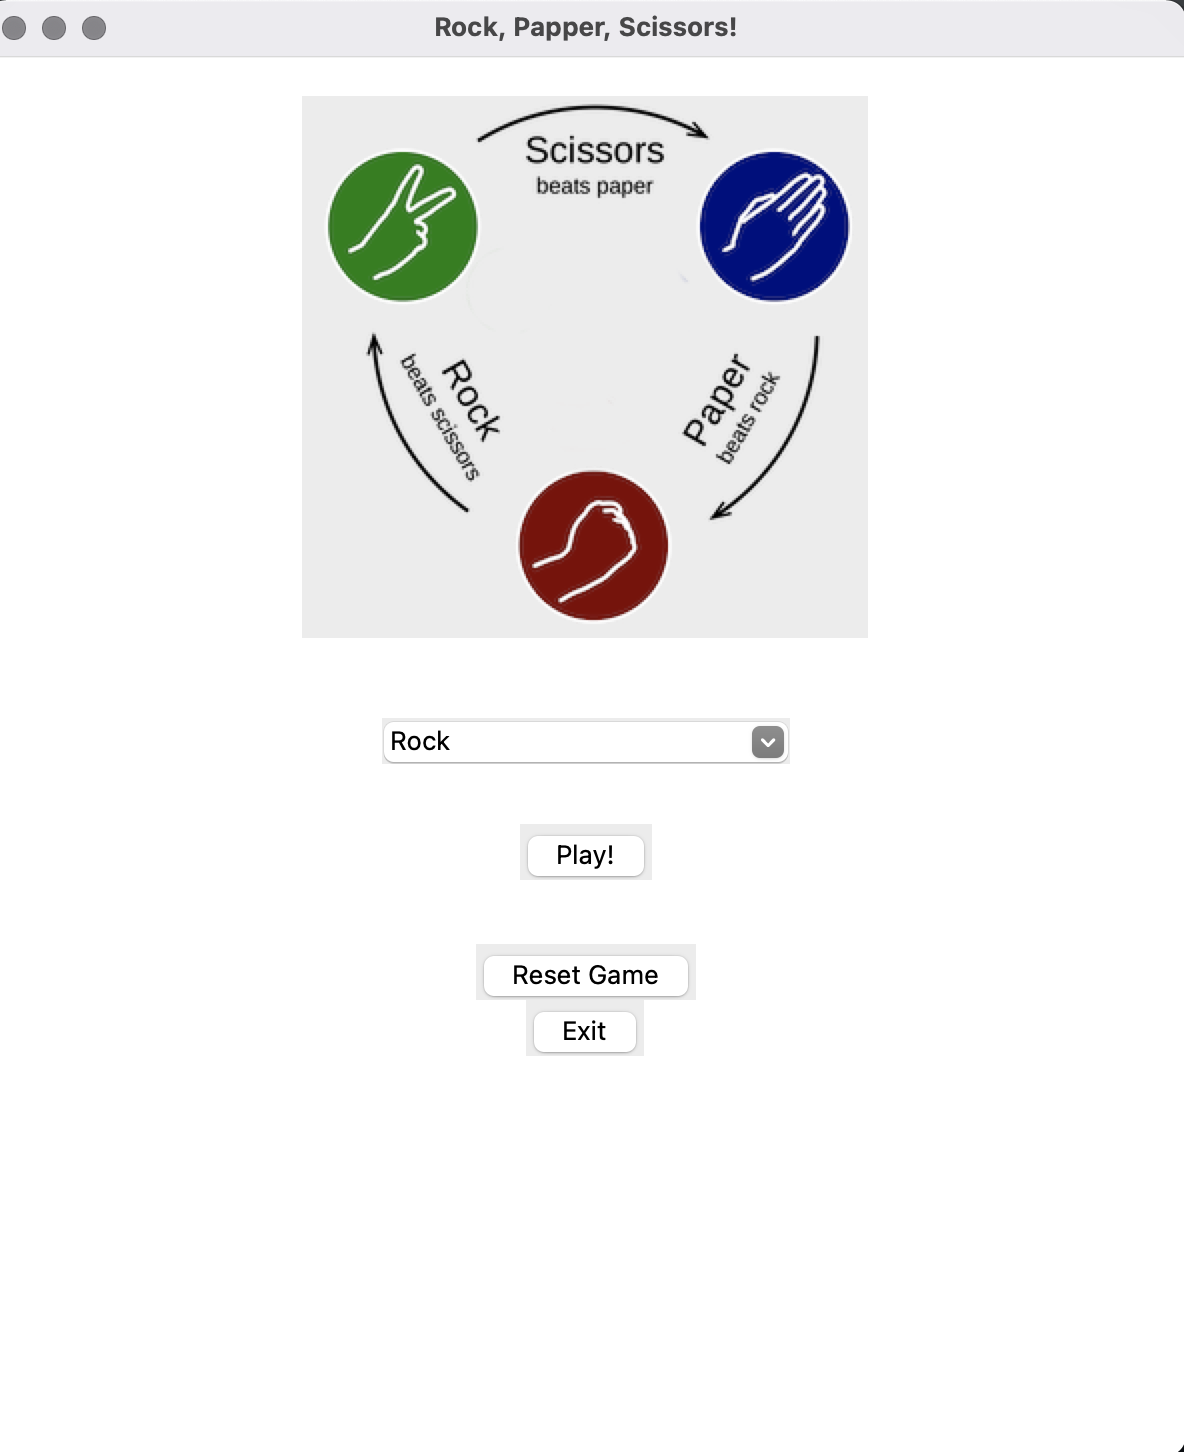 Rock, Papper, Scissors!
Scissors
beats paper
Rock
beats scissors
Paper
beats rock
Rock
Play!
Reset Game
Exit